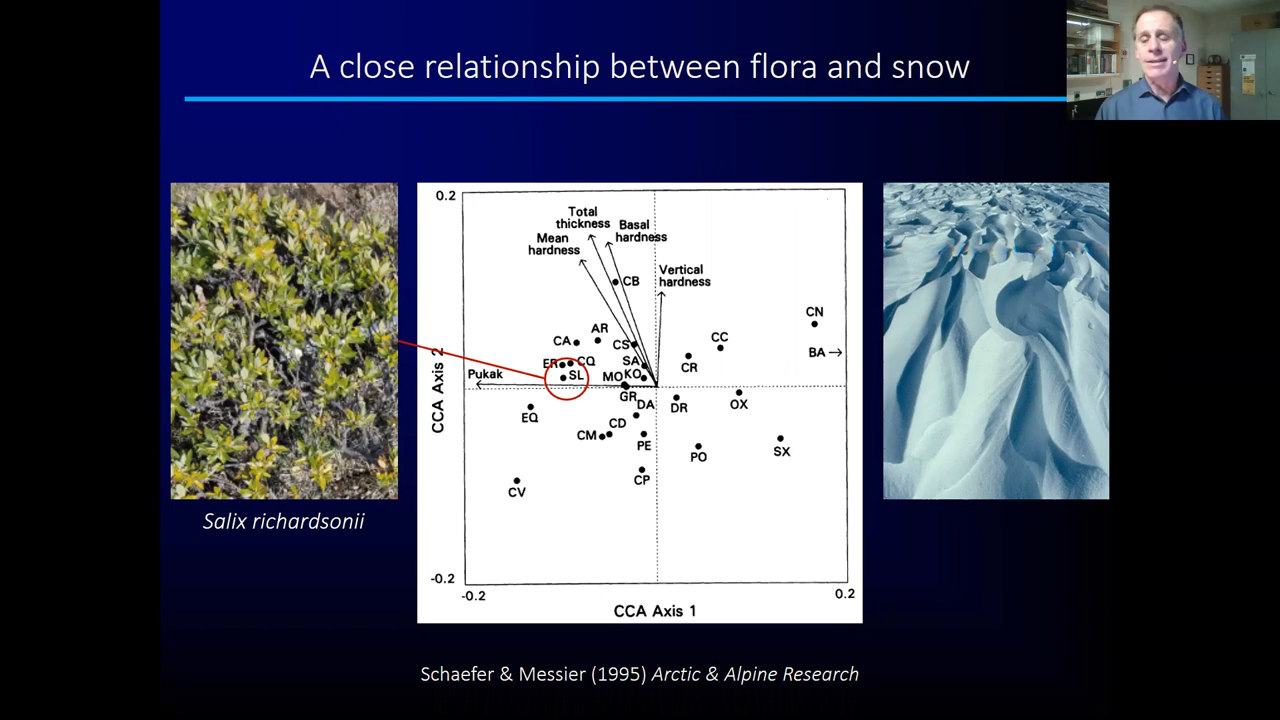 A close relationship between flora and snow
0.2
Total
thickness
Basal
hardness
Mean
hardness
Vertical
hardness
CB
CN
AR
CA
CS
CC
BA→
ER
CQ
SA
CR
Pukak
SL
MO
KO
GR
DA
DR
OX
EQ
CD
CM
PE
PO
SX
CP
CV
CCA Axis 2
-0.2
-0.2
0.2
CCA Axis 1
Salix richardsonii
Schaefer & Messier (1995) Arctic & Alpine Research